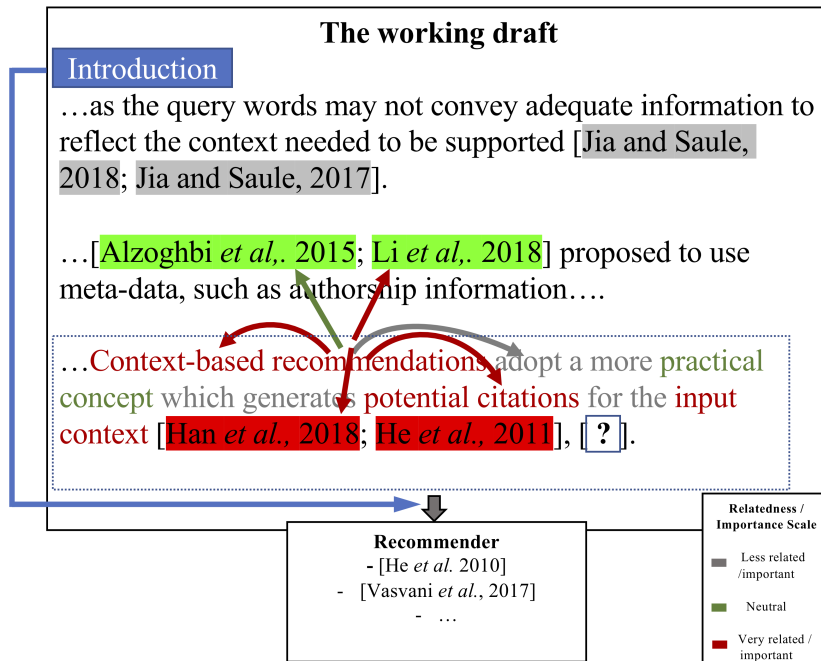 The working draft
Introduction
…as the query words may not convey adequate information to
reflect the context needed to be supported [Jia and Saule,
2018; Jia and Saule, 2017].
…[Alzoghbi et al,. 2015; Li et al,. 2018] proposed to use
meta-data, such as authorship information….
…Context-based recommendations adopt a more practical
concept which generates potential citations for the input
context [Han et al., 2018; He et al., 2011], [ ? ].
Recommender
- [He et al. 2010]
- [Vasvani et al., 2017]
- …
Relatedness /
Importance Scale
Less related
/important
Neutral
Very related /
important